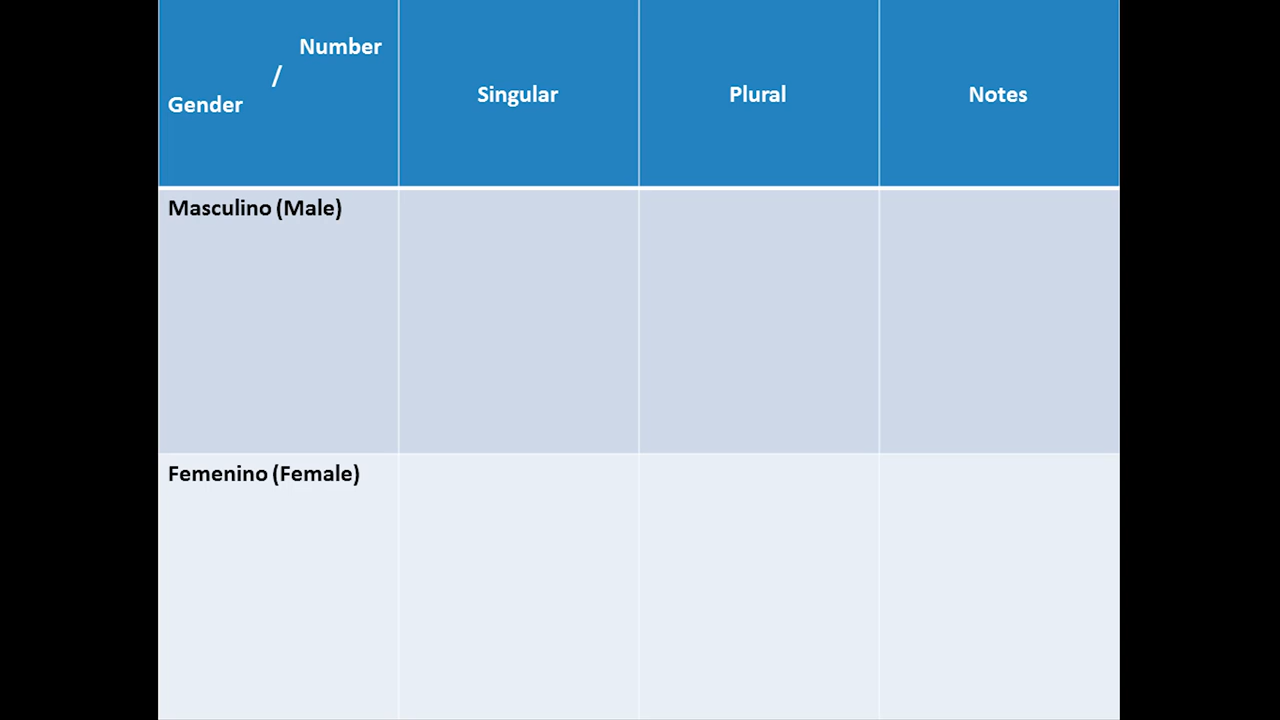 Number
/
Gender
Singular
Plural
Notes
Masculino (Male)
Femenino (Female)